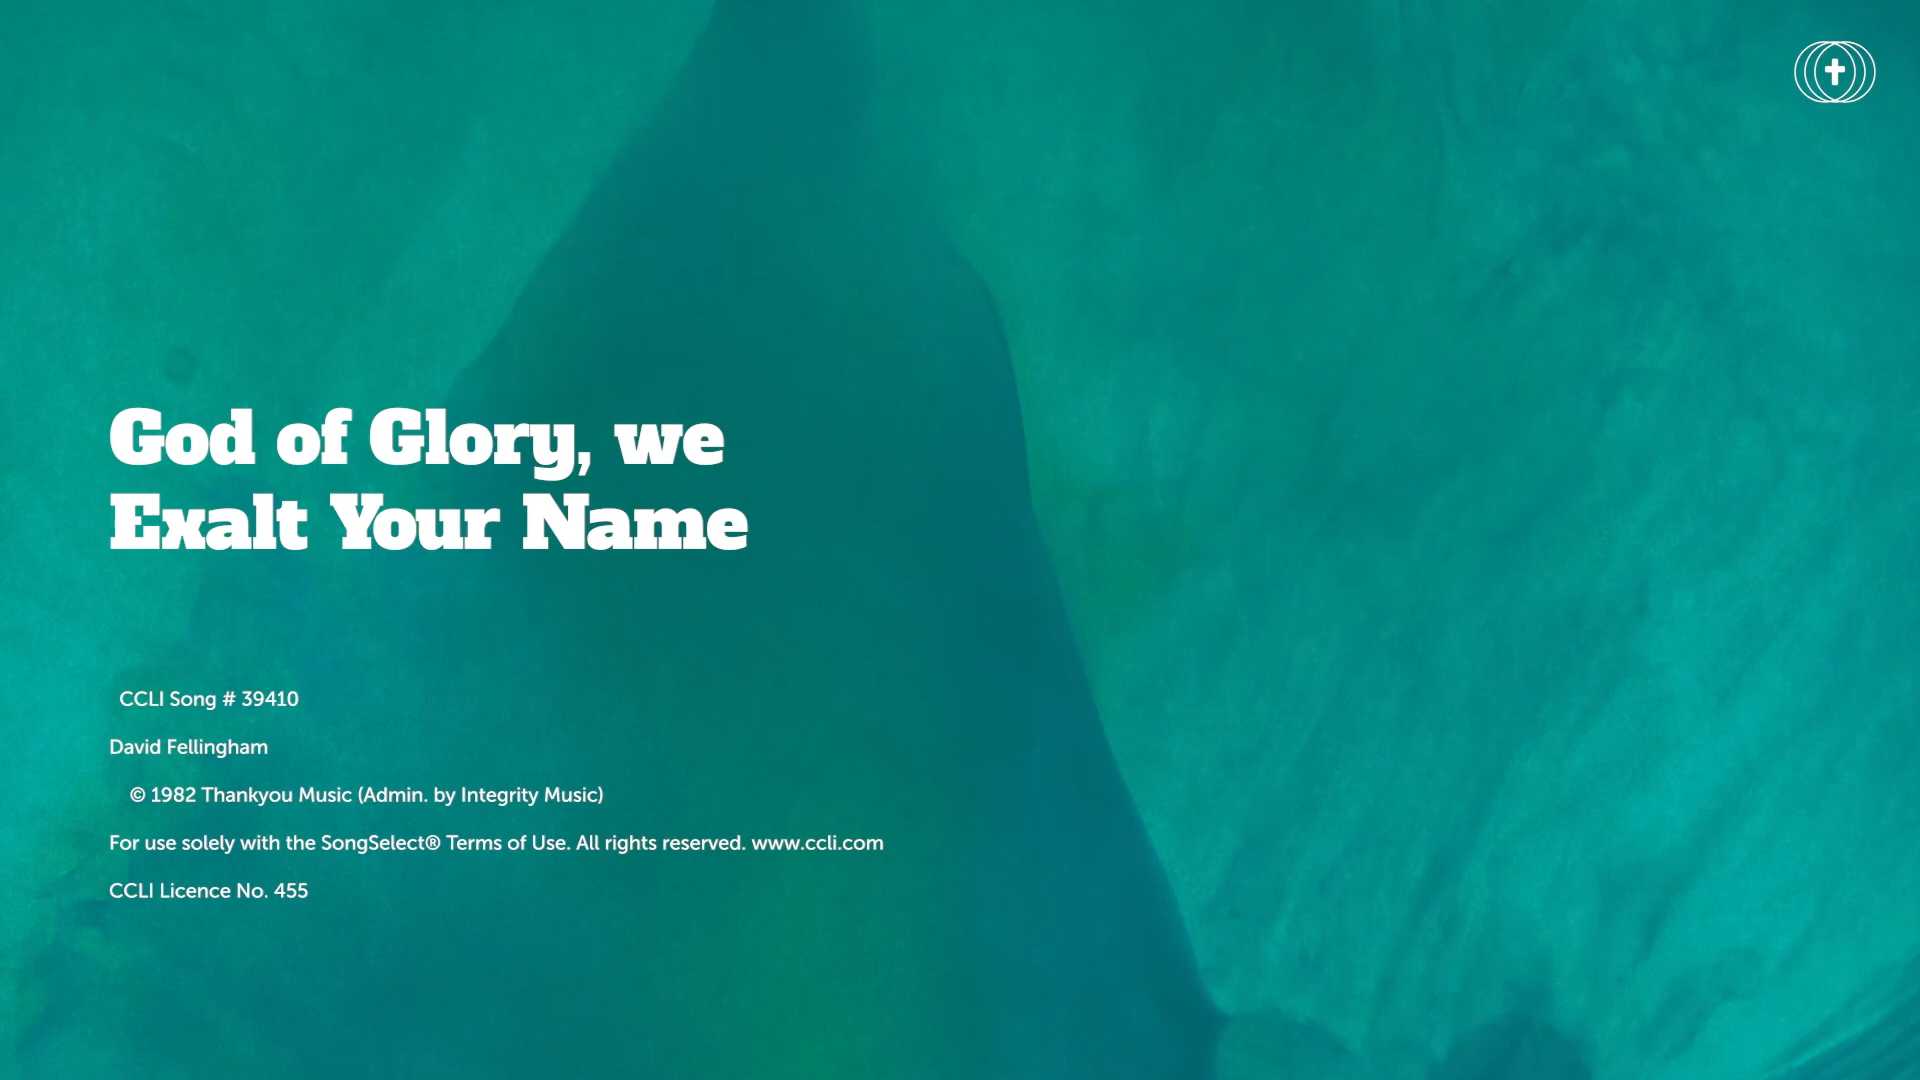 God of Glory, we
Exalt Your Name
CCLI Song # 39410
David Fellingham
© 1982 Thankyou Music (Admin. by Integrity Music)
For use solely with the SongSelect® Terms of Use. All rights reserved. www.ccli.com
CCLI Licence No. 455